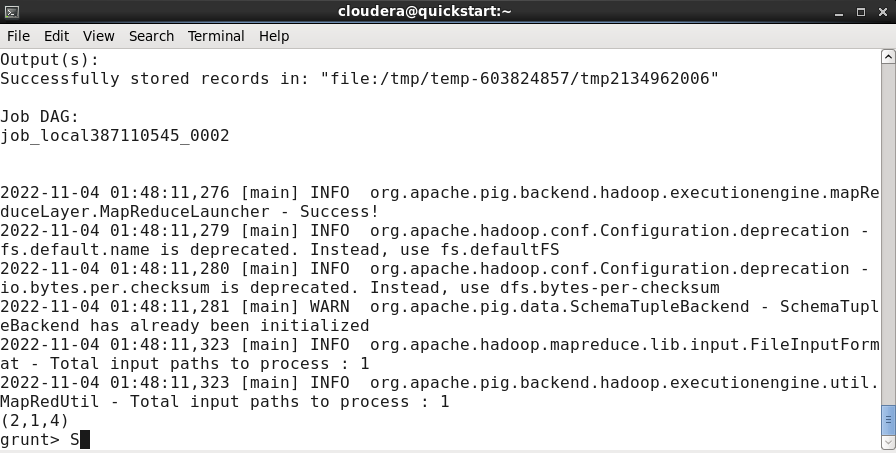 cloudera@quickstart:~
File Edit View Search Terminal Help
Output(s):
Successfully stored records in: "file:/tmp/temp-603824857/tmp2134962006"
Job DAG:
job_local387110545_0002
2022-11-04 01:48:11,276 [main] INFO  org.apache.pig.backend.hadoop.executionengine.mapRe
duceLayer.MapReduceLauncher - Success!
2022-11-04 01:48:11,279 [main] INFO  org.apache.hadoop.conf.Configuration.deprecation -
fs.default.name is deprecated. Instead, use fs.defaultFS
2022-11-04 01:48:11,280 [main] INFO  org.apache.hadoop.conf.Configuration.deprecation -
io.bytes.per.checksum is deprecated. Instead, use dfs.bytes-per-checksum
2022-11-04 01:48:11,281 [main] WARN  org.apache.pig.data.SchemaTupleBackend - SchemaTupl
eBackend has already been initialized
2022-11-04 01:48:11,323 [main] INFO  org.apache.hadoop.mapreduce.lib.input.FileInputForm
at - Total input paths to process : 1
2022-11-04 01:48:11,323 [main] INFO  org.apache.pig.backend.hadoop.executionengine.util.
MapRedUtil - Total input paths to process : 1
(2,1,4)
grunt> S